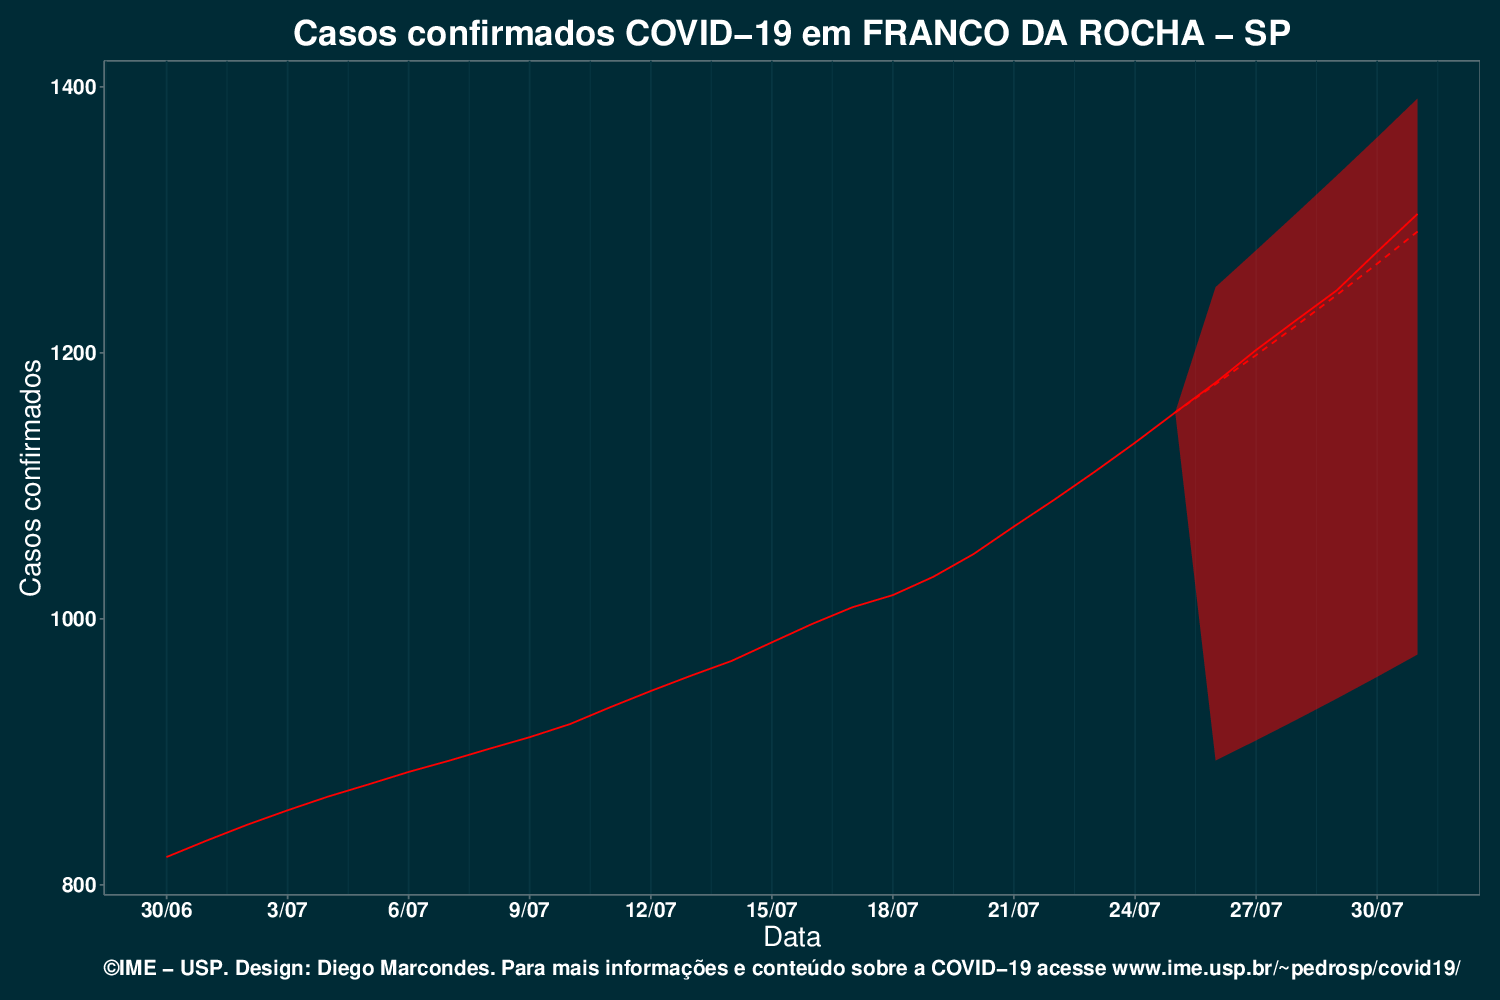 Casos confirmados COVID−19 em FRANCO DA ROCHA − SP
Casos confirmados
1400
1200
1000
800
30/06 3/07 6/07 9/07 12/07 15/07 18/07 21/07 24/07 27/07 30/07
Data
©IME − USP. Design: Diego Marcondes. Para mais informações e conteúdo sobre a COVID−19 acesse www.ime.usp.br/~pedrosp/covid19/